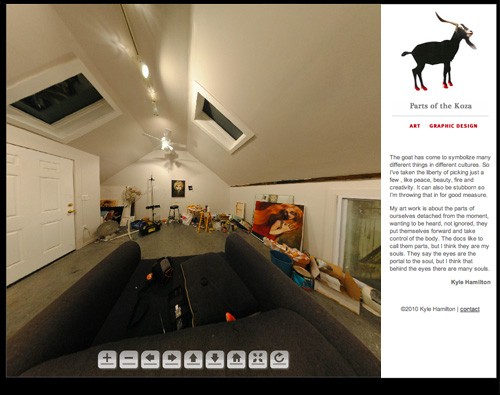 Parts of the Koza
ART GRAPHIC DESIGN
The goat has come to symbolize many
different things in different cultures. So
I've taken the liberty of picking just a
few , like peace, beauty, fire and
creativity. It can also be stubborn so
I'm throwing that in for good measure.
My art work is about the parts of
ourselves detached from the moment,
wanting to be heard, not ignored, they
put themselves forward and take
control of the body. The docs like to
call them parts, but I think they are my
souls. They say the eyes are the
portal to the soul, but I think that
behind the eyes there are many souls.
Kyle Hamilton
©2010 Kyle Hamilton | contact